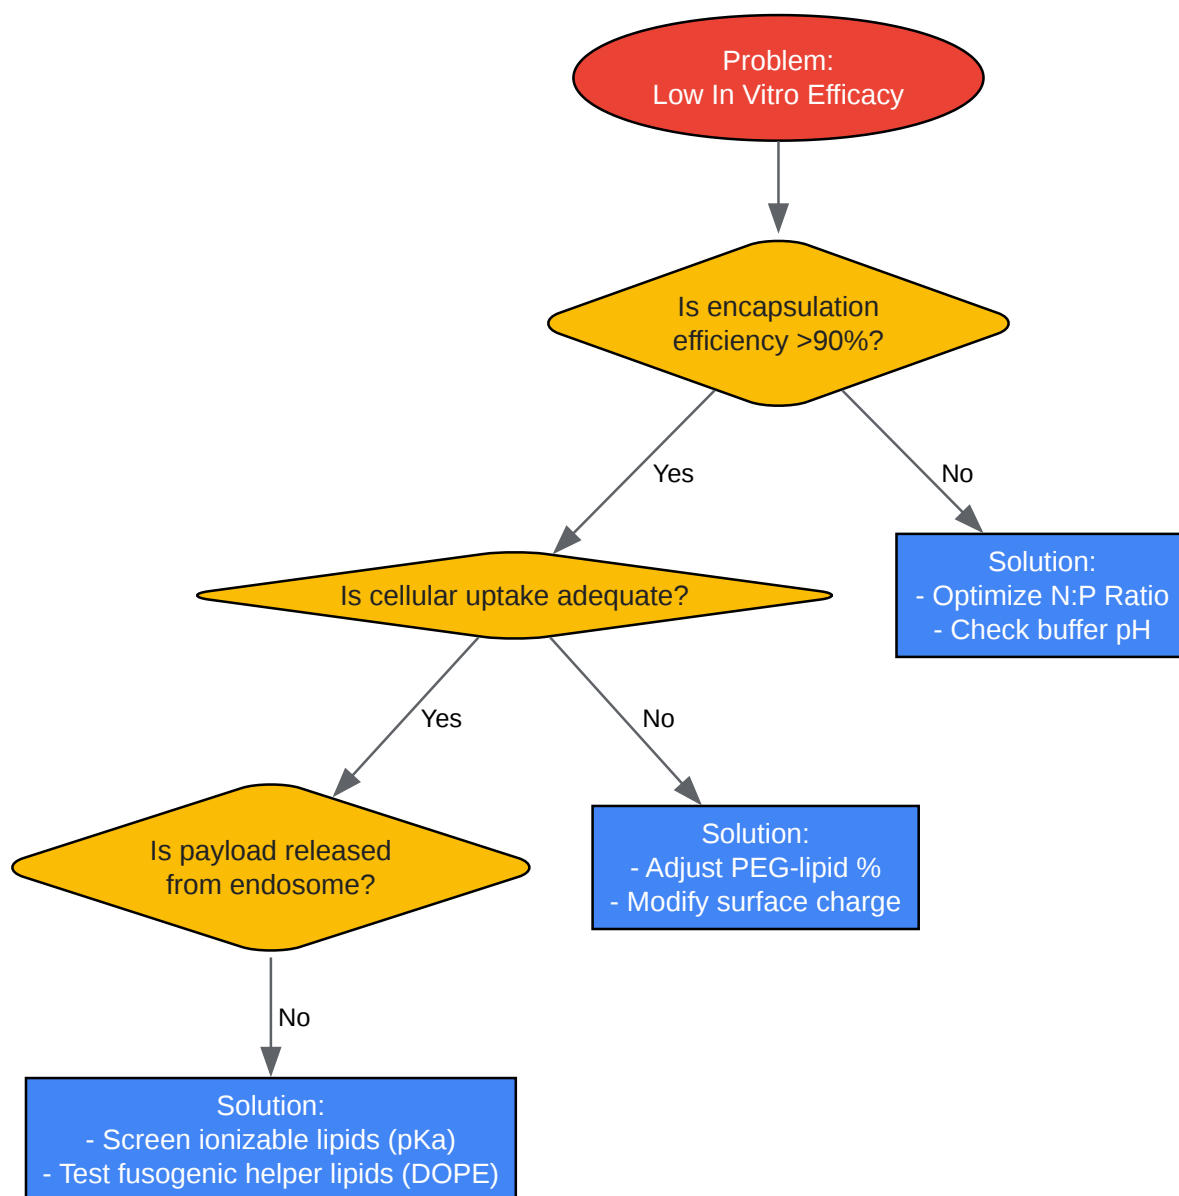 Problem:
Low In Vitro Efficacy
Is encapsulation
efficiency >90%?
Yes
No
Solution:
- Optimize N:P Ratio
- Check buffer pH
Is cellular uptake adequate?
Yes
No
Solution:
- Adjust PEG-lipid %
- Modify surface charge
Is payload released
from endosome?
No
Solution:
- Screen ionizable lipids (pKa)
- Test fusogenic helper lipids (DOPE)